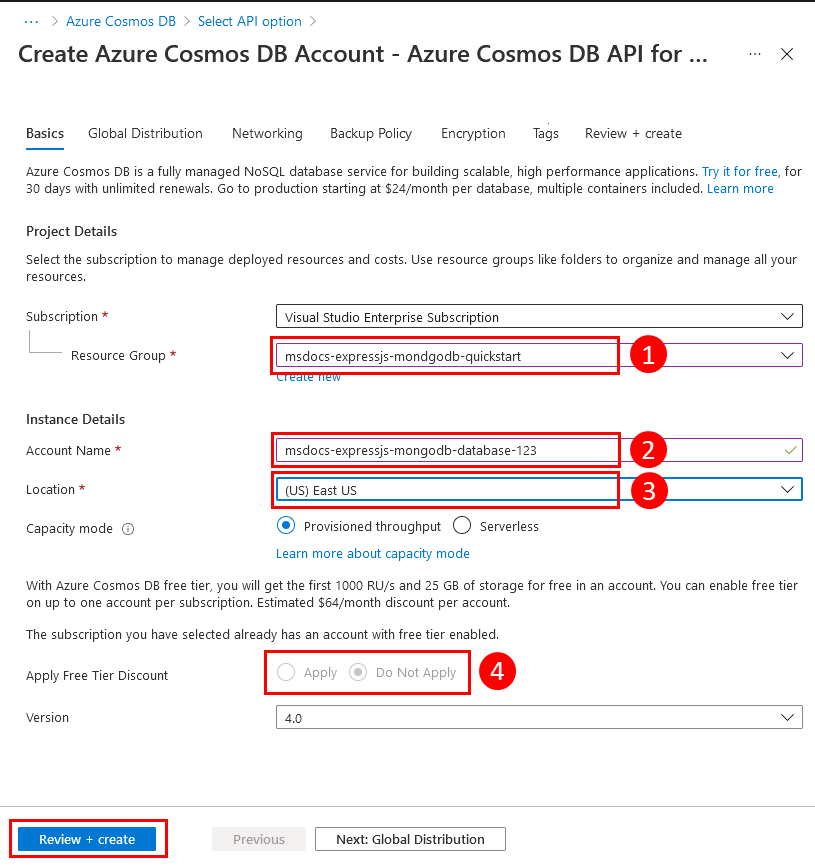 ··· > Azure Cosmos DB > Select API option >
Create Azure Cosmos DB Account - Azure Cosmos DB API for ... ···
Basics Global Distribution Networking Backup Policy Encryption Tags Review + create
Azure Cosmos DB is a fully managed NoSQL database service for building scalable, high performance applications. Try it for free, for
30 days with unlimited renewals. Go to production starting at $24/month per database, multiple containers included. Learn more
Project Details
Select the subscription to manage deployed resources and costs. Use resource groups like folders to organize and manage all your
resources.
Subscription * Visual Studio Enterprise Subscription
Resource Group * msdocs-expressjs-mondgodb-quickstart 1
Create new
Instance Details
Account Name * msdocs-expressjs-mongodb-database-123 2
Location * (US) East US 3
Capacity mode Provisioned throughput Serverless
Learn more about capacity mode
With Azure Cosmos DB free tier, you will get the first 1000 RU/s and 25 GB of storage for free in an account. You can enable free tier
on up to one account per subscription. Estimated $64/month discount per account.
The subscription you have selected already has an account with free tier enabled.
Apply Free Tier Discount Apply Do Not Apply 4
Version 4.0
Review + create Previous Next: Global Distribution